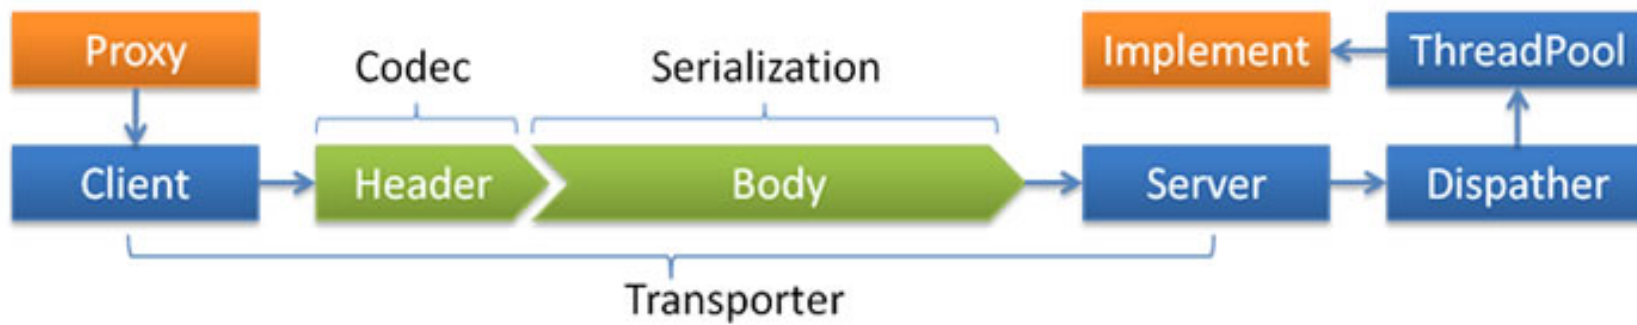 Proxy
Codec
Serialization
Implement
ThreadPool
Client
Header
Body
Server
Dispather
Transporter